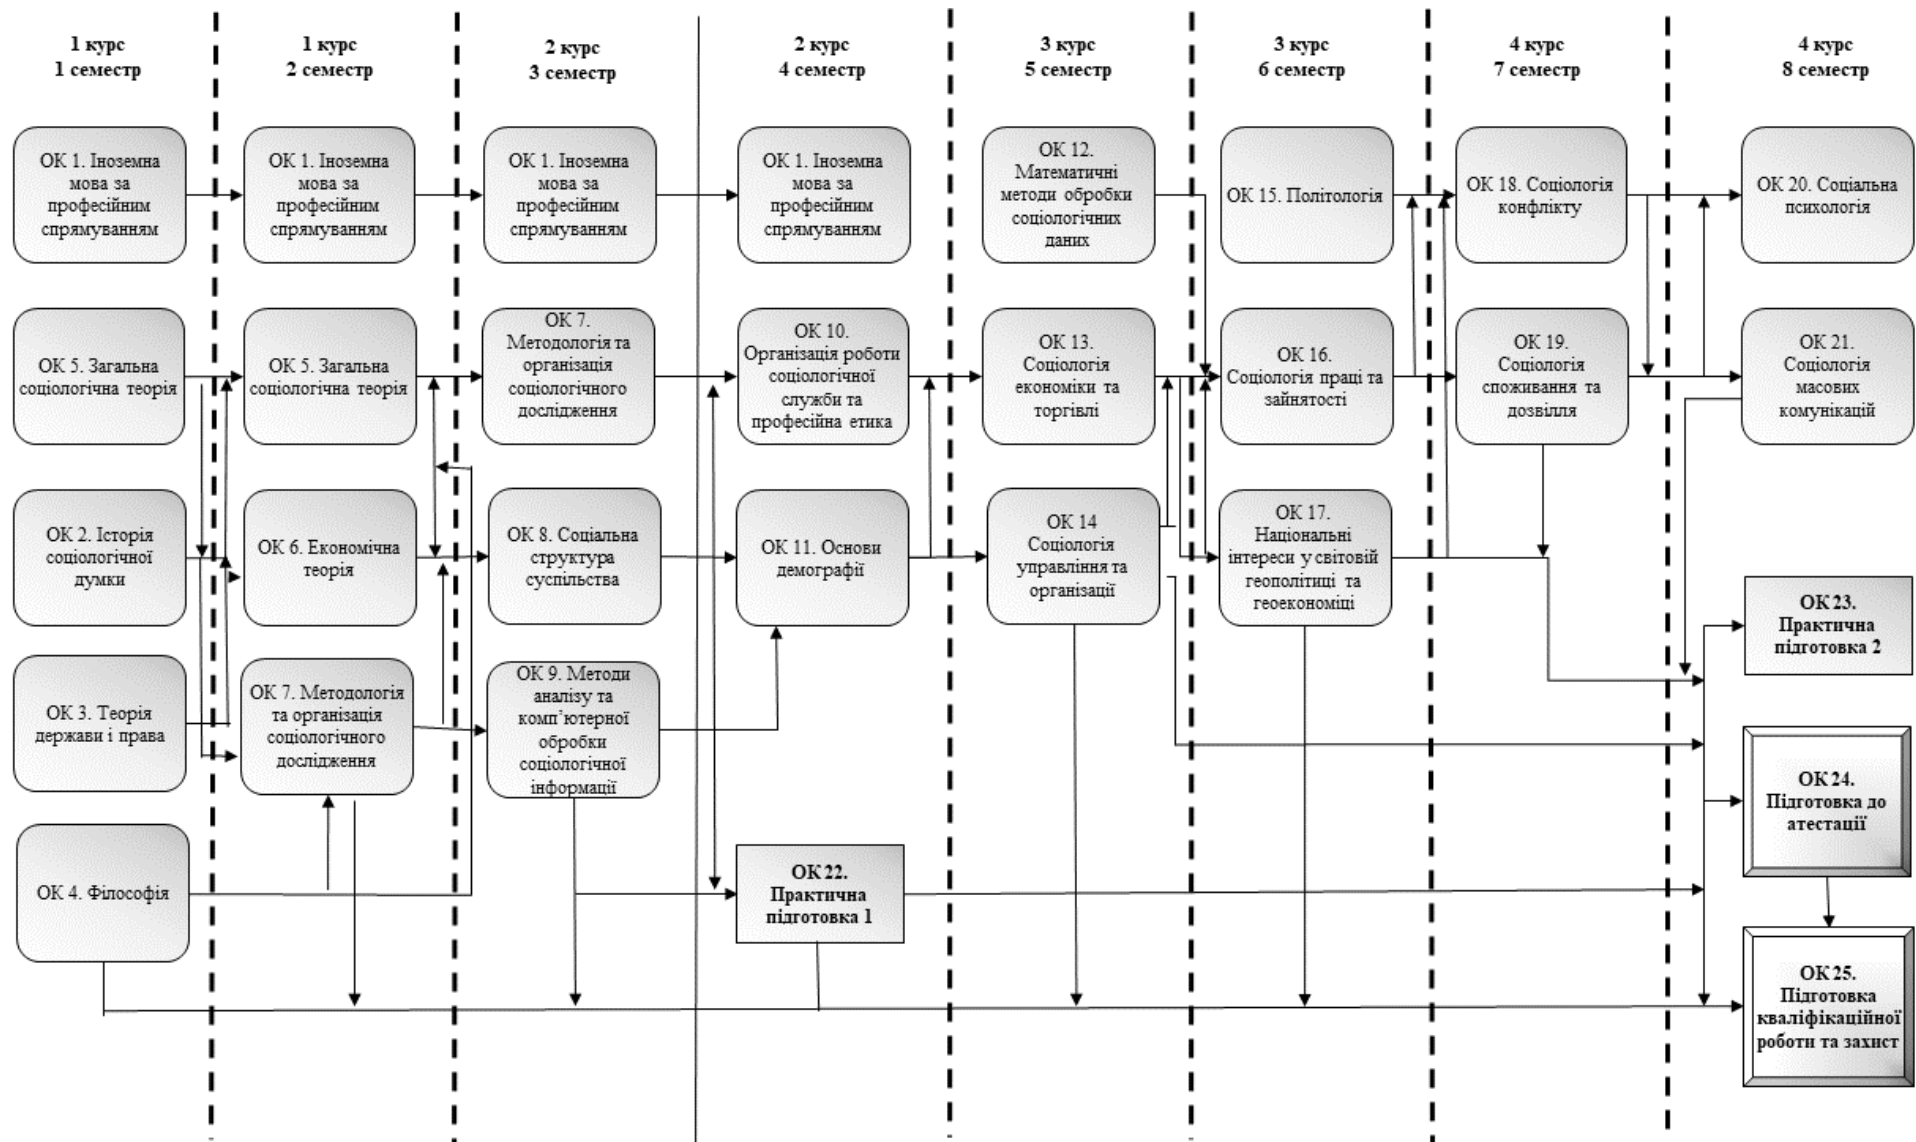 1 курс
1 семестр
1 курс
2 семестр
2 курс
3 семестр
2 курс
4 семестр
3 курс
5 семестр
3 курс
6 семестр
4 курс
7 семестр
4 курс
8 семестр
ОК 1. Іноземна
мова за
професійним
спрямуванням
ОК 1. Іноземна
мова за
професійним
спрямуванням
ОК 1. Іноземна
мова за
професійним
спрямуванням
ОК 1. Іноземна
мова за
професійним
спрямуванням
ОК 12.
Математичні
методи обробки
соціологічних
даних
ОК 15. Політологія
ОК 18. Соціологія
конфлікту
ОК 20. Соціальна
психологія
ОК 5. Загальна
соціологічна теорія
ОК 5. Загальна
соціологічна теорія
ОК 7.
Методологія та
організація
соціологічного
дослідження
ОК 10.
Організація роботи
соціологічної
служби та
професійна етика
ОК 13.
Соціологія
економіки та
торгівлі
ОК 16.
Соціологія праці та
зайнятості
ОК 19.
Соціологія
споживання та
дозвілля
ОК 21.
Соціологія
масових
комунікацій
ОК 2. Історія
соціологічної
думки
ОК 6. Економічна
теорія
ОК 8. Соціальна
структура
суспільства
ОК 11. Основи
демографії
ОК 14
Соціологія
управління та
організації
ОК 17.
Національні
інтереси у світовій
геополітиці та
геоекономіці
ОК 23.
Практична
підготовка 2
ОК 3. Теорія
держави і права
ОК 7. Методологія
та організація
соціологічного
дослідження
ОК 9. Методи
аналізу та
комп’ютерної
обробки
соціологічної
інформації
ОК 24.
Підготовка до
атестації
ОК 4. Філософія
ОК 22.
Практична
підготовка 1
ОК 25.
Підготовка
кваліфікаційної
роботи та захист